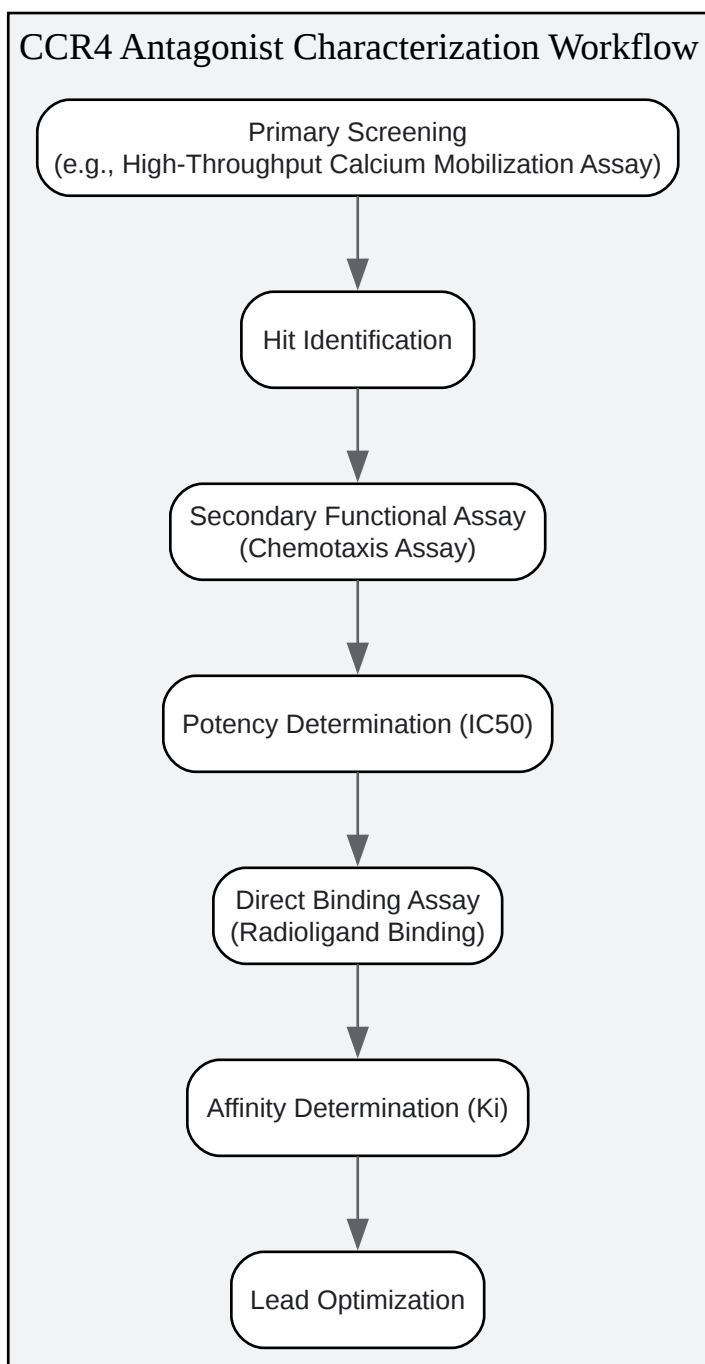 CCR4 Antagonist Characterization Workflow
Primary Screening
(e.g., High-Throughput Calcium Mobilization Assay)
Hit Identification
Secondary Functional Assay
(Chemotaxis Assay)
Potency Determination (IC50)
Direct Binding Assay
(Radioligand Binding)
Affinity Determination (Ki)
Lead Optimization